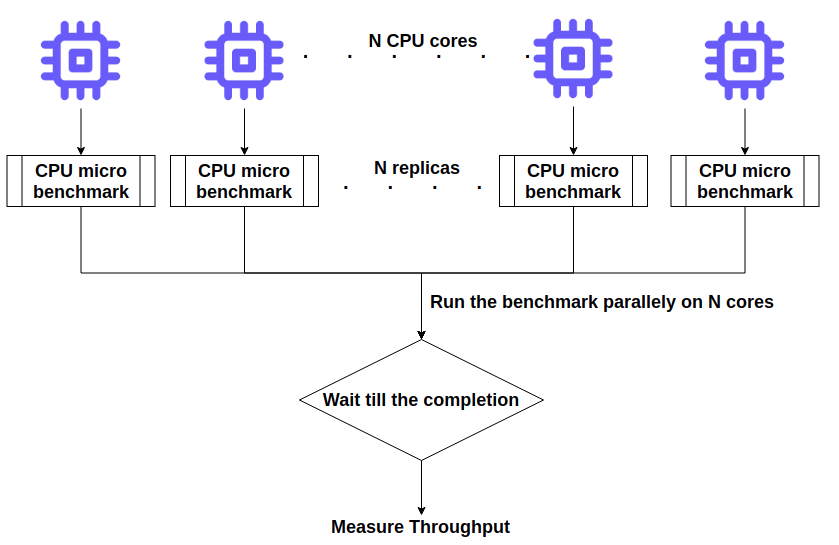 N CPU cores
CPU micro
benchmark
CPU micro
benchmark
N replicas
CPU micro
benchmark
CPU micro
benchmark
Run the benchmark parallely on N cores
Wait till the completion
Measure Throughput